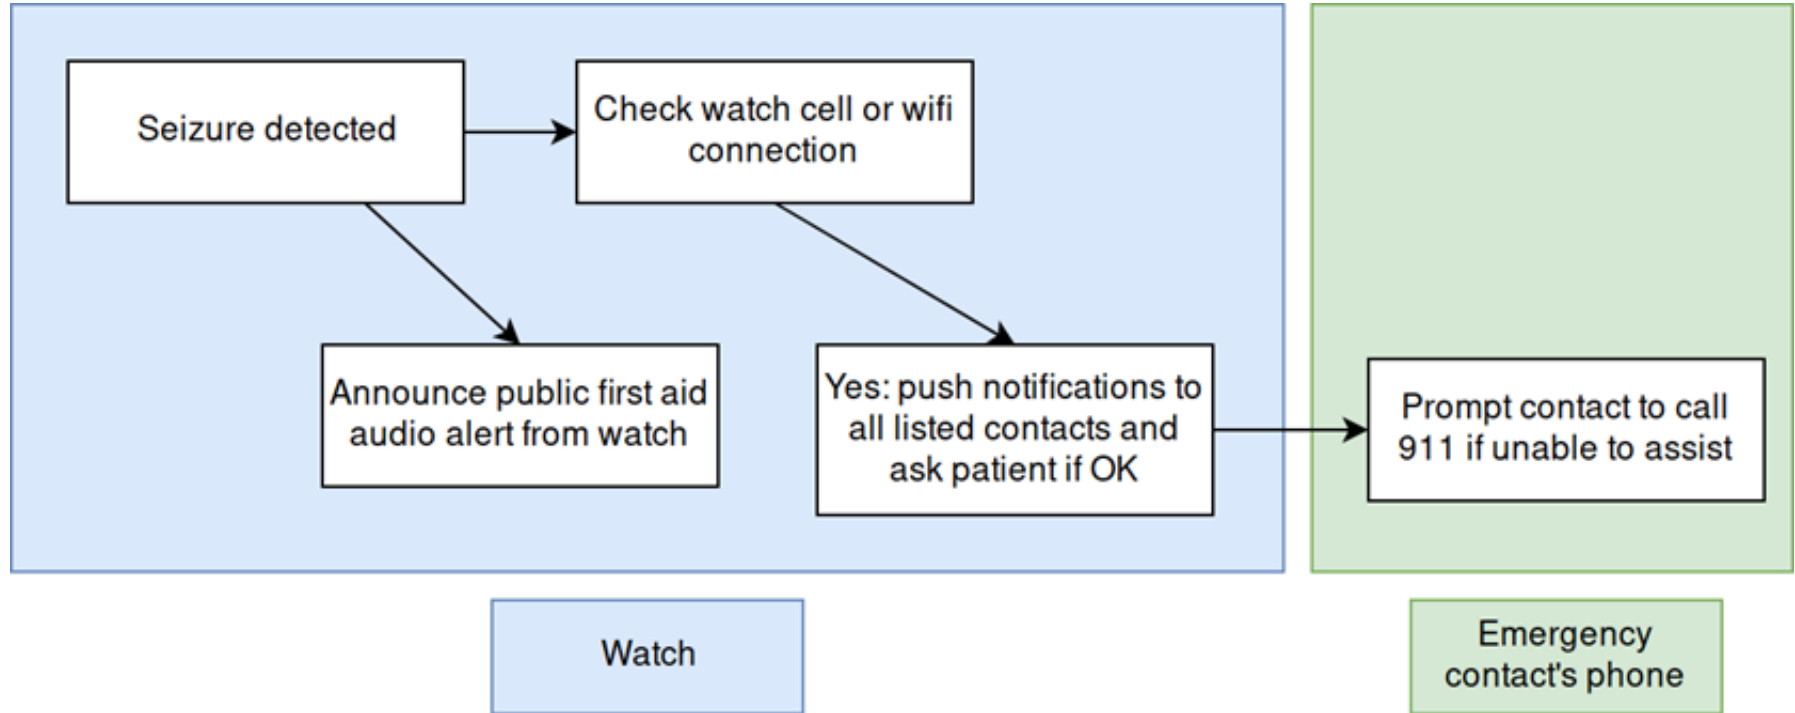 Seizure detected
Check watch cell or wifi
connection
Announce public first aid
audio alert from watch
Yes: push notifications to
all listed contacts and
ask patient if OK
Prompt contact to call
911 if unable to assist
Watch
Emergency
contact's phone